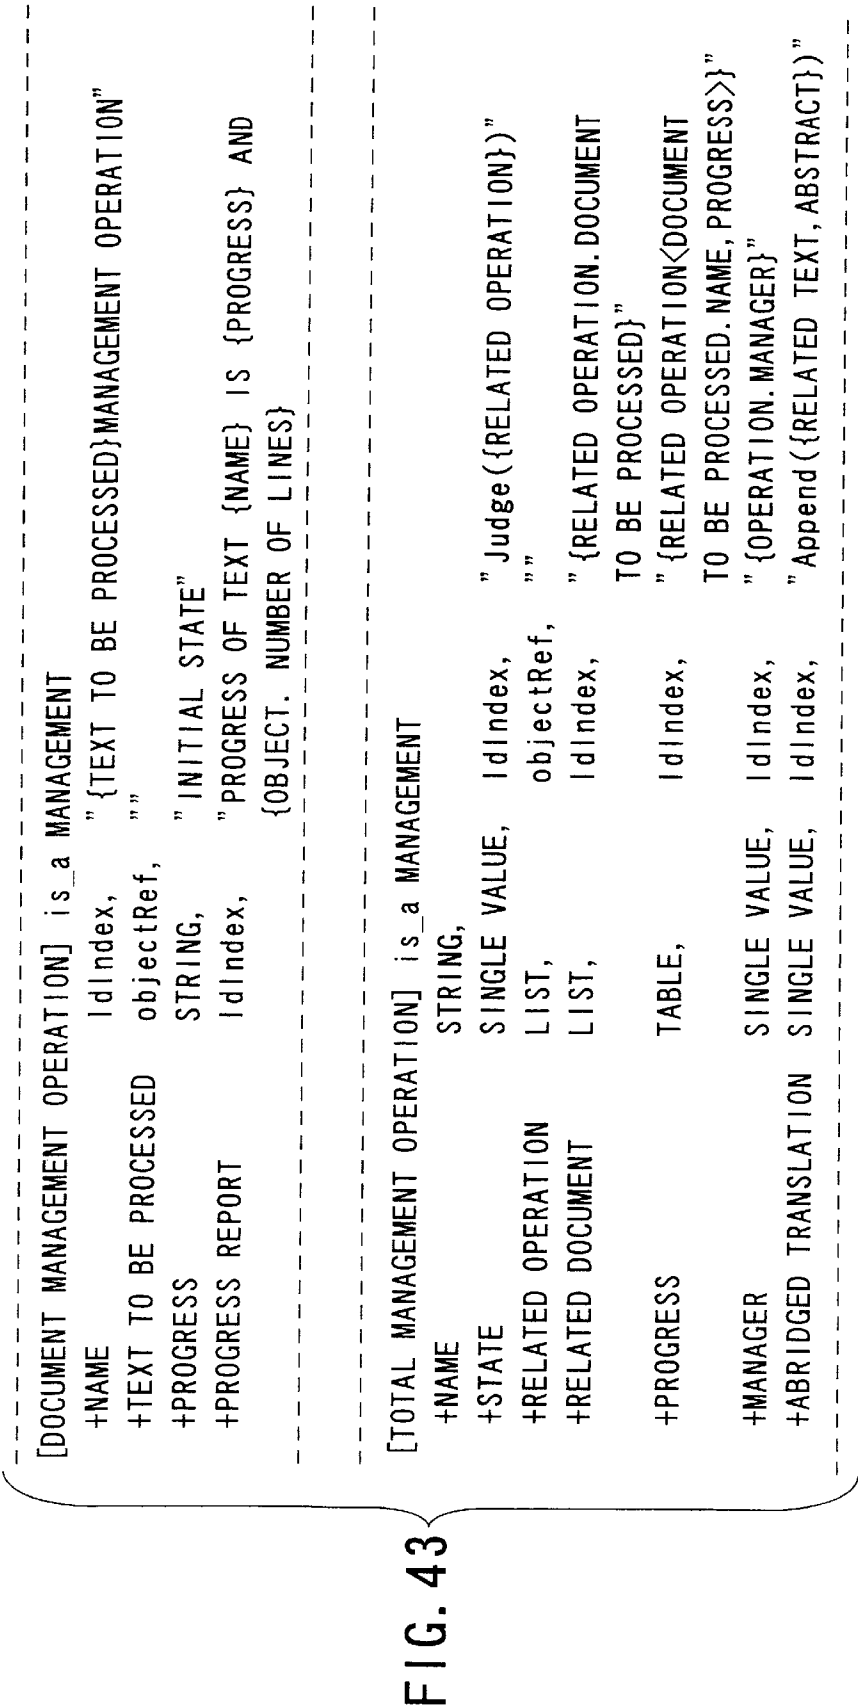 FIG. 43
[DOCUMENT MANAGEMENT OPERATION] is_a MANAGEMENT
+NAME IdIndex, "{TEXT TO BE PROCESSED}MANAGEMENT OPERATION"
+TEXT TO BE PROCESSED objectRef, ""
+PROGRESS STRING, "INITIAL STATE"
+PROGRESS REPORT IdIndex, "PROGRESS OF TEXT {NAME} IS {PROGRESS} AND
{OBJECT. NUMBER OF LINES}
[TOTAL MANAGEMENT OPERATION] is_a MANAGEMENT
+NAME STRING,
+STATE SINGLE VALUE, IdIndex, "Judge({RELATED OPERATION})"
+RELATED OPERATION LIST, objectRef, ""
+RELATED DOCUMENT LIST, IdIndex, "{RELATED OPERATION.DOCUMENT
TO BE PROCESSED}"
+PROGRESS TABLE, IdIndex, "{RELATED OPERATION<DOCUMENT
TO BE PROCESSED.NAME,PROGRESS>}"
+MANAGER SINGLE VALUE, IdIndex, "{OPERATION.MANAGER}"
+ABRIDGED TRANSLATION SINGLE VALUE, IdIndex, "Append({RELATED TEXT,ABSTRACT})"